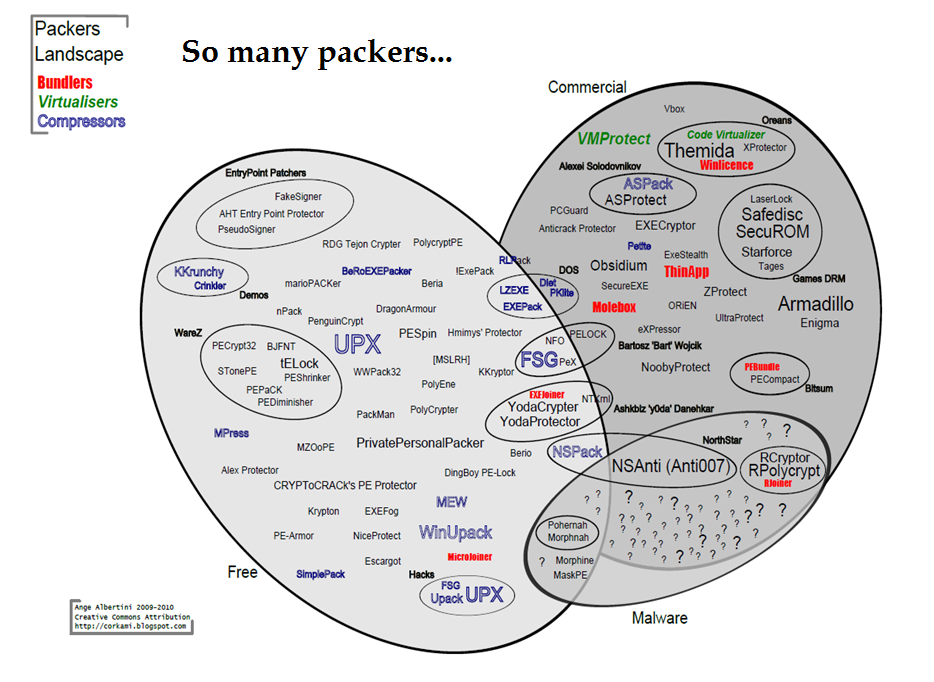 Packers
Landscape
Bundlers
Virtualisers
Compressors
So many packers...
Commercial
Vbox
Oreans
VMProtect
Code Virtualizer
Themida XProtector
Winlicence
Alexei Solodovnikov
ASPack
ASProtect
LaserLock
Safedisc
SecuROM
Starforce
Tages
Games DRM
PCGuard
Anticrack Protector
EXECryptor
Petite
ExeStealth
Obsidium
ThinApp
SecureEXE
ZProtect
Molebox
ORiEN
Armadillo
UltraProtect
Enigma
eXPressor
Bartosz 'Bart' Wojcik
NoobyProtect
PEBundle
PECompact
Bitsum
EntryPoint Patchers
FakeSigner
AHT Entry Point Protector
PseudoSigner
RDG Tejon Crypter
PolycryptPE
KKrunchy
Crinkler
Demos
BeRoEXEPacker
!ExePack
RLPack
DOS
marioPACKer
Beria
LZEXE
Diet
PKlite
EXEPack
nPack
DragonArmour
PenguinCrypt
WareZ
PECrypt32
BJFNT
tELock
STonePE
PEShrinker
PEPaCK
PEDiminisher
UPX
PESpin
Hmimys' Protector
NFO
PELOCK
FSG
PeX
[MSLRH]
WWPack32
KKryptor
PolyEne
EXEJoiner
NTKrnl
YodaCrypter
YodaProtector
Ashkbiz 'y0da' Danehkar
PackMan
PolyCrypter
MPress
MZOoPE
PrivatePersonalPacker
Berio
NSPack
NorthStar
NSAnti (Anti007)
RCryptor
RPolycrypt
RJoiner
? ? ?
?
Alex Protector
DingBoy PE-Lock
CRYPToCRACk's PE Protector
MEW
Krypton
EXEFog
PE-Armor
NiceProtect
WinUpack
Pohernah
Morphnah
Escargot
MicroJoiner
? Morphine
MaskPE
Free
SimplePack
Hacks
FSG
Upack UPX
Malware
Ange Albertini 2009-2010
Creative Commons Attribution
http://corkami.blogspot.com